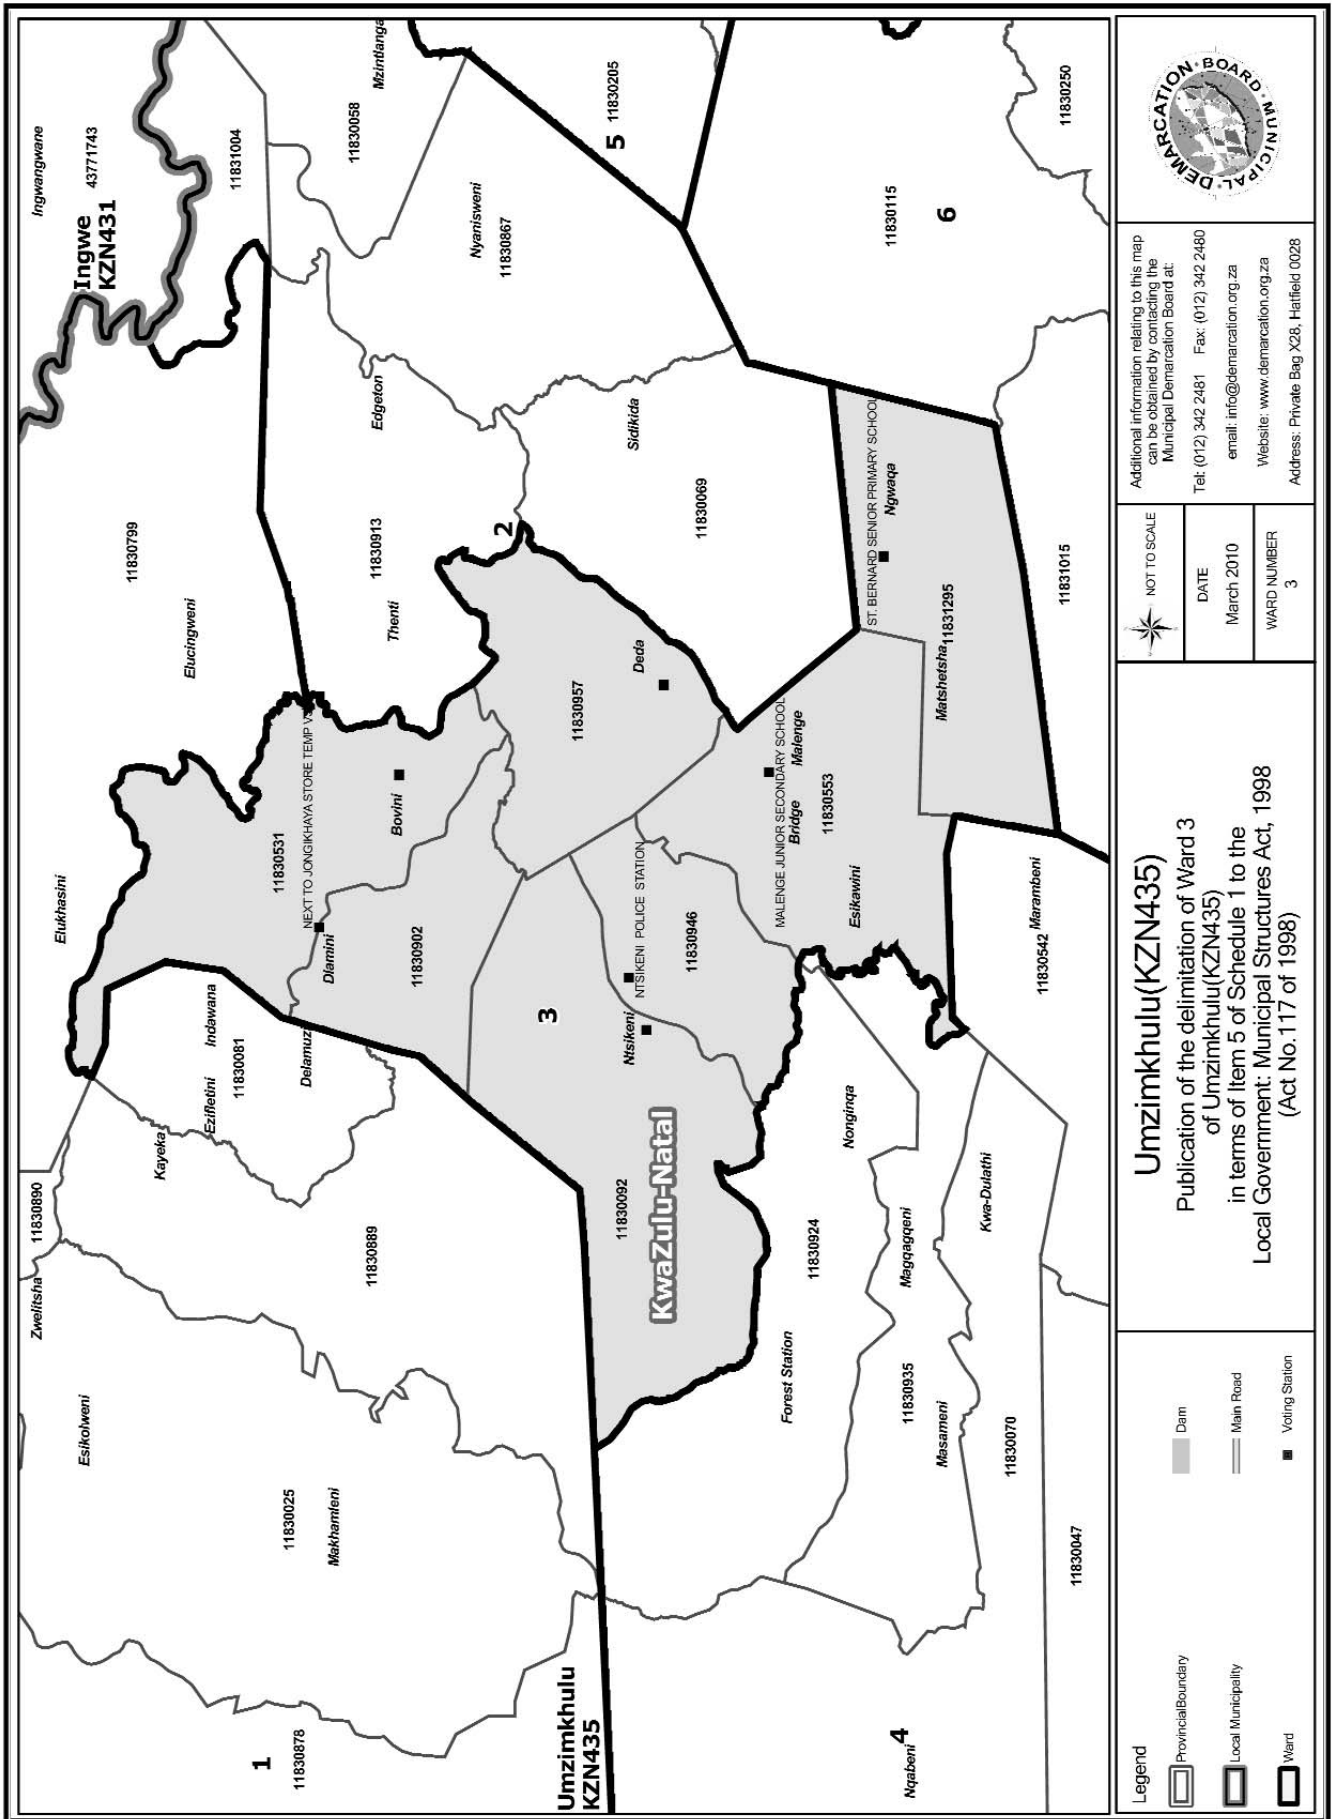 Ingwangwane
Ingwe
KZN431
43771743
11831004
11830058
Mzintlanga
5
11830205
11830250
11830115
6
Nyanisweni
11830867
11830799
Elucingweni
Edgeton
11830913
Thenti
2
Sidikida
11830069
ST. BERNARD SENIOR PRIMARY SCHOOL
Ngwaqa
11831295
Matshetsha
11831015
Elukhasini
11830531
NEXT TO JONGIKHAYA STORE TEMP VS
Bovini
11830957
Deda
MALENGE JUNIOR SECONDARY SCHOOL
Malenge
Bridge
11830553
Esikawini
Marambeni
11830542
Dlamini
11830902
NTSIKENI POLICE STATION
11830946
Ntsikeni
3
Indawana
Ezifletini
11830081
Delamuzi
Kayeka
11830890
Zwelitsha
11830889
11830092
KwaZulu-Natal
Nonginqa
11830924
Forest Station
Magqagqeni
Kwa-Dulathi
11830935
Masameni
11830070
11830047
Esikolweni
11830025
Makhamleni
1
11830878
Umzimkhulu
KZN435
Nqabeni
4
Legend
ProvincialBoundary
Local Municipality
Ward
Dam
Main Road
Voting Station
Umzimkhulu(KZN435)
Publication of the delimitation of Ward 3
of Umzimkhulu(KZN435)
in terms of Item 5 of Schedule 1 to the
Local Government: Municipal Structures Act, 1998
(Act No.117 of 1998)
NOT TO SCALE
DATE
March 2010
WARD NUMBER
3
Additional information relating to this map
can be obtained by contacting the
Municipal Demarcation Board at:
Tel: (012) 342 2481 Fax: (012) 342 2480
email: info@demarcation.org.za
Website: www.demarcation.org.za
Address: Private Bag X28, Hatfield 0028
MUNICIPAL • DEMARCATION • BOARD •